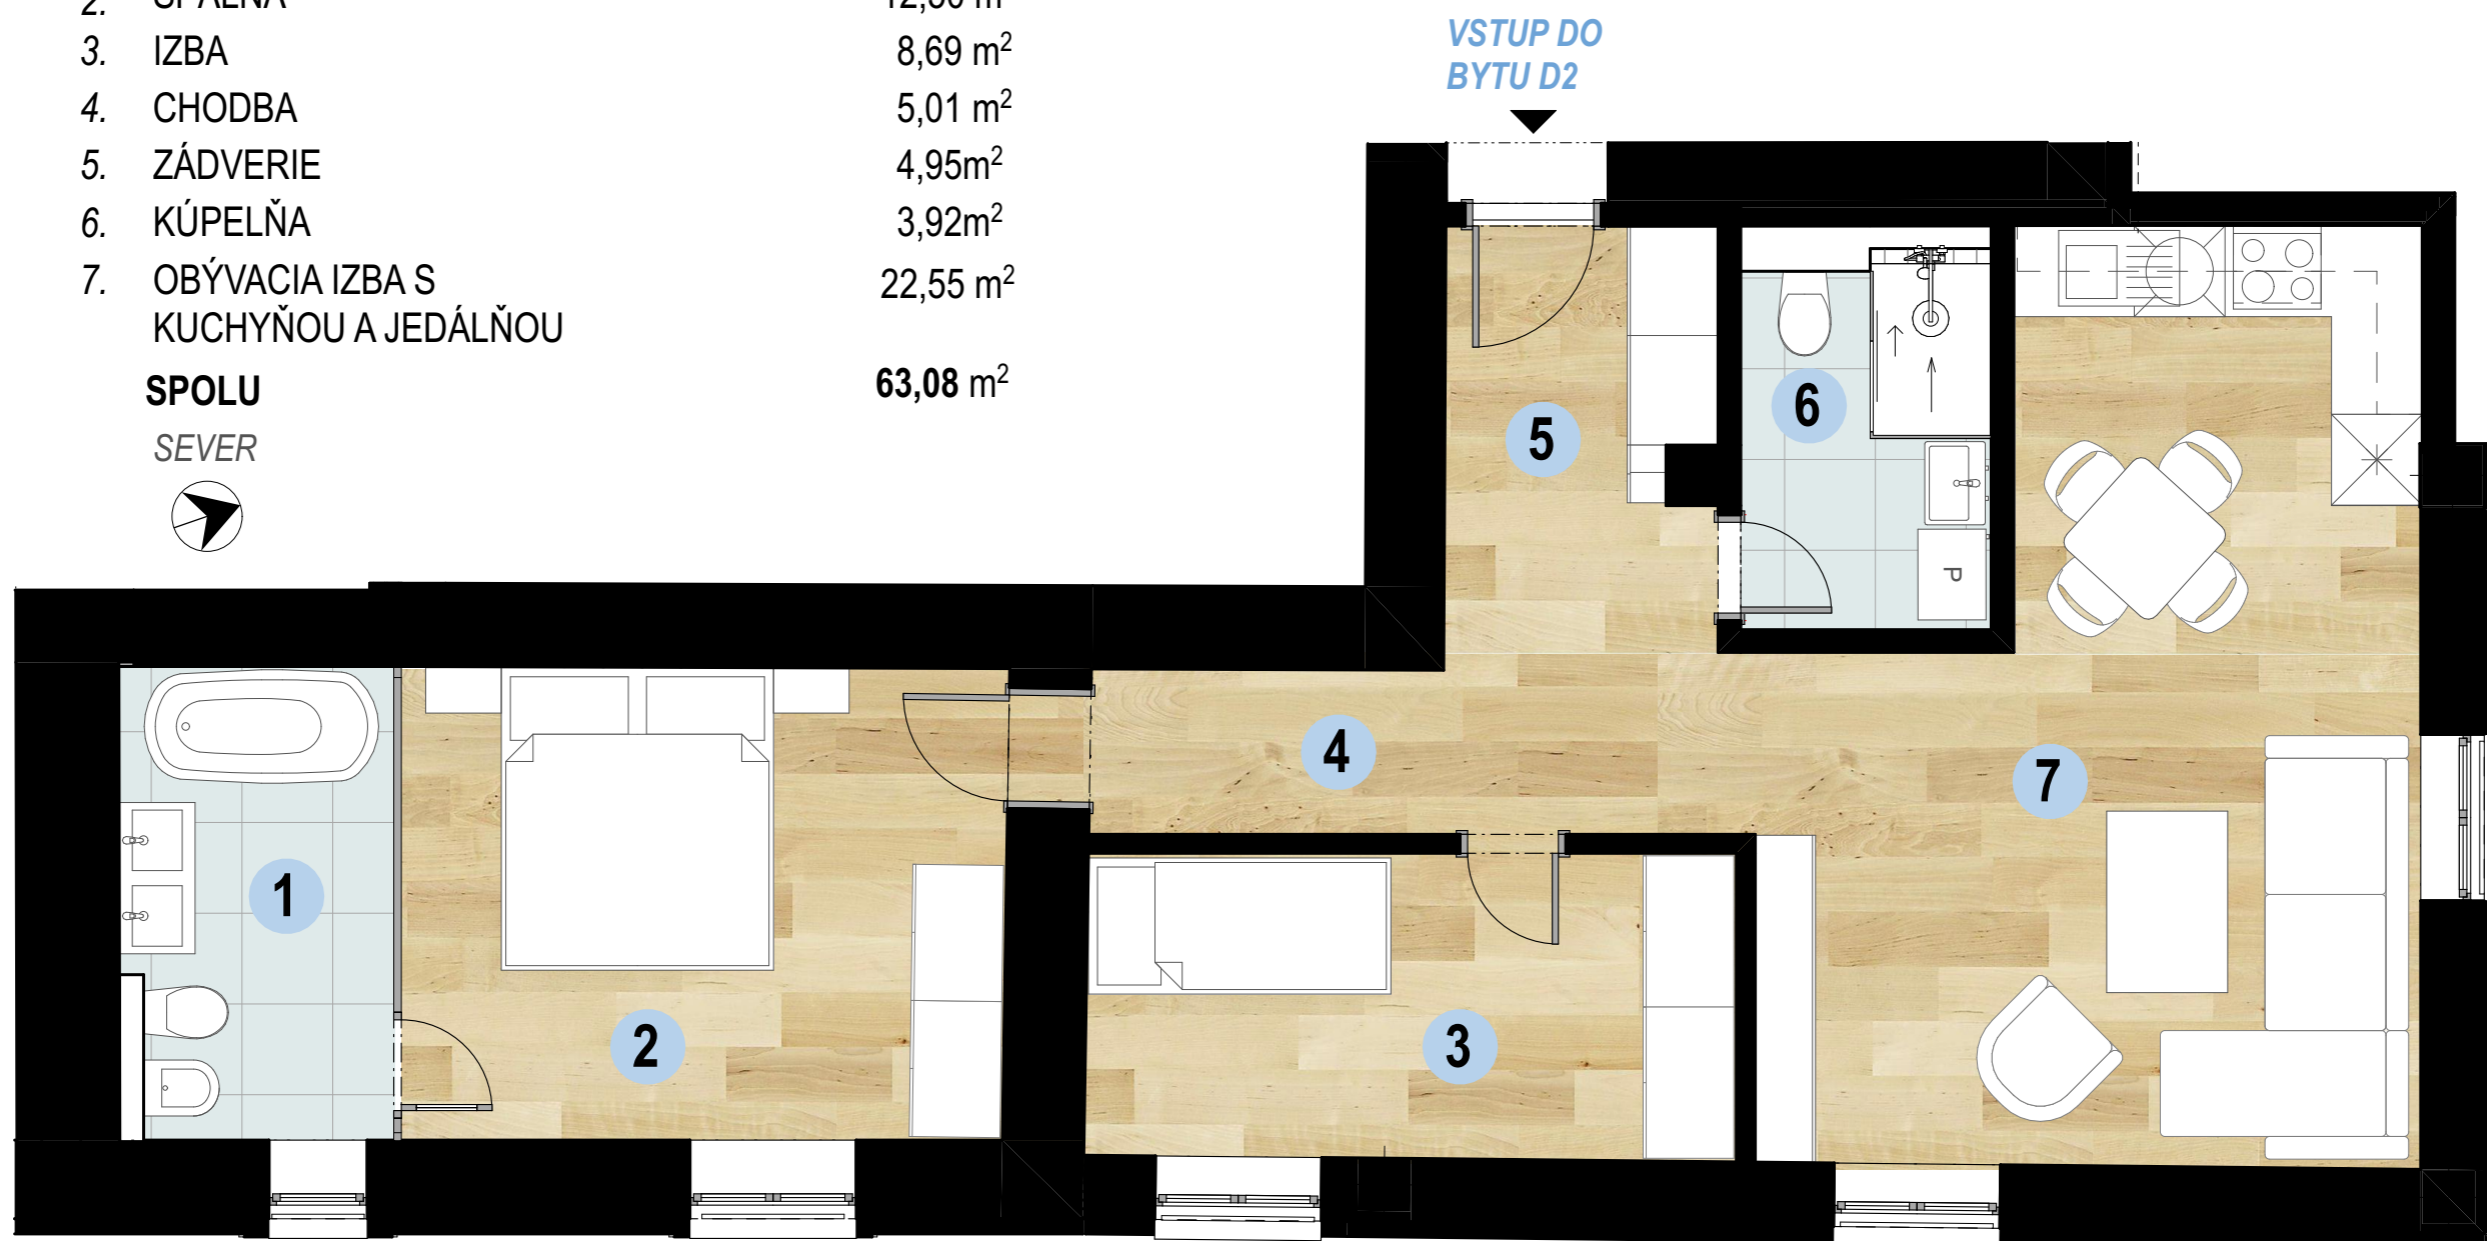 2.
3. IZBA 8,69 m²
4. CHODBA 5,01 m²
5. ZÁDVERIE 4,95m²
6. KÚPELŇA 3,92m²
7. OBÝVACIA IZBA S 22,55 m²
KUCHYŇOU A JEDÁLŇOU
SPOLU 63,08 m²
SEVER
VSTUP DO
BYTU D2
5
6
P
4
7
1
2
3